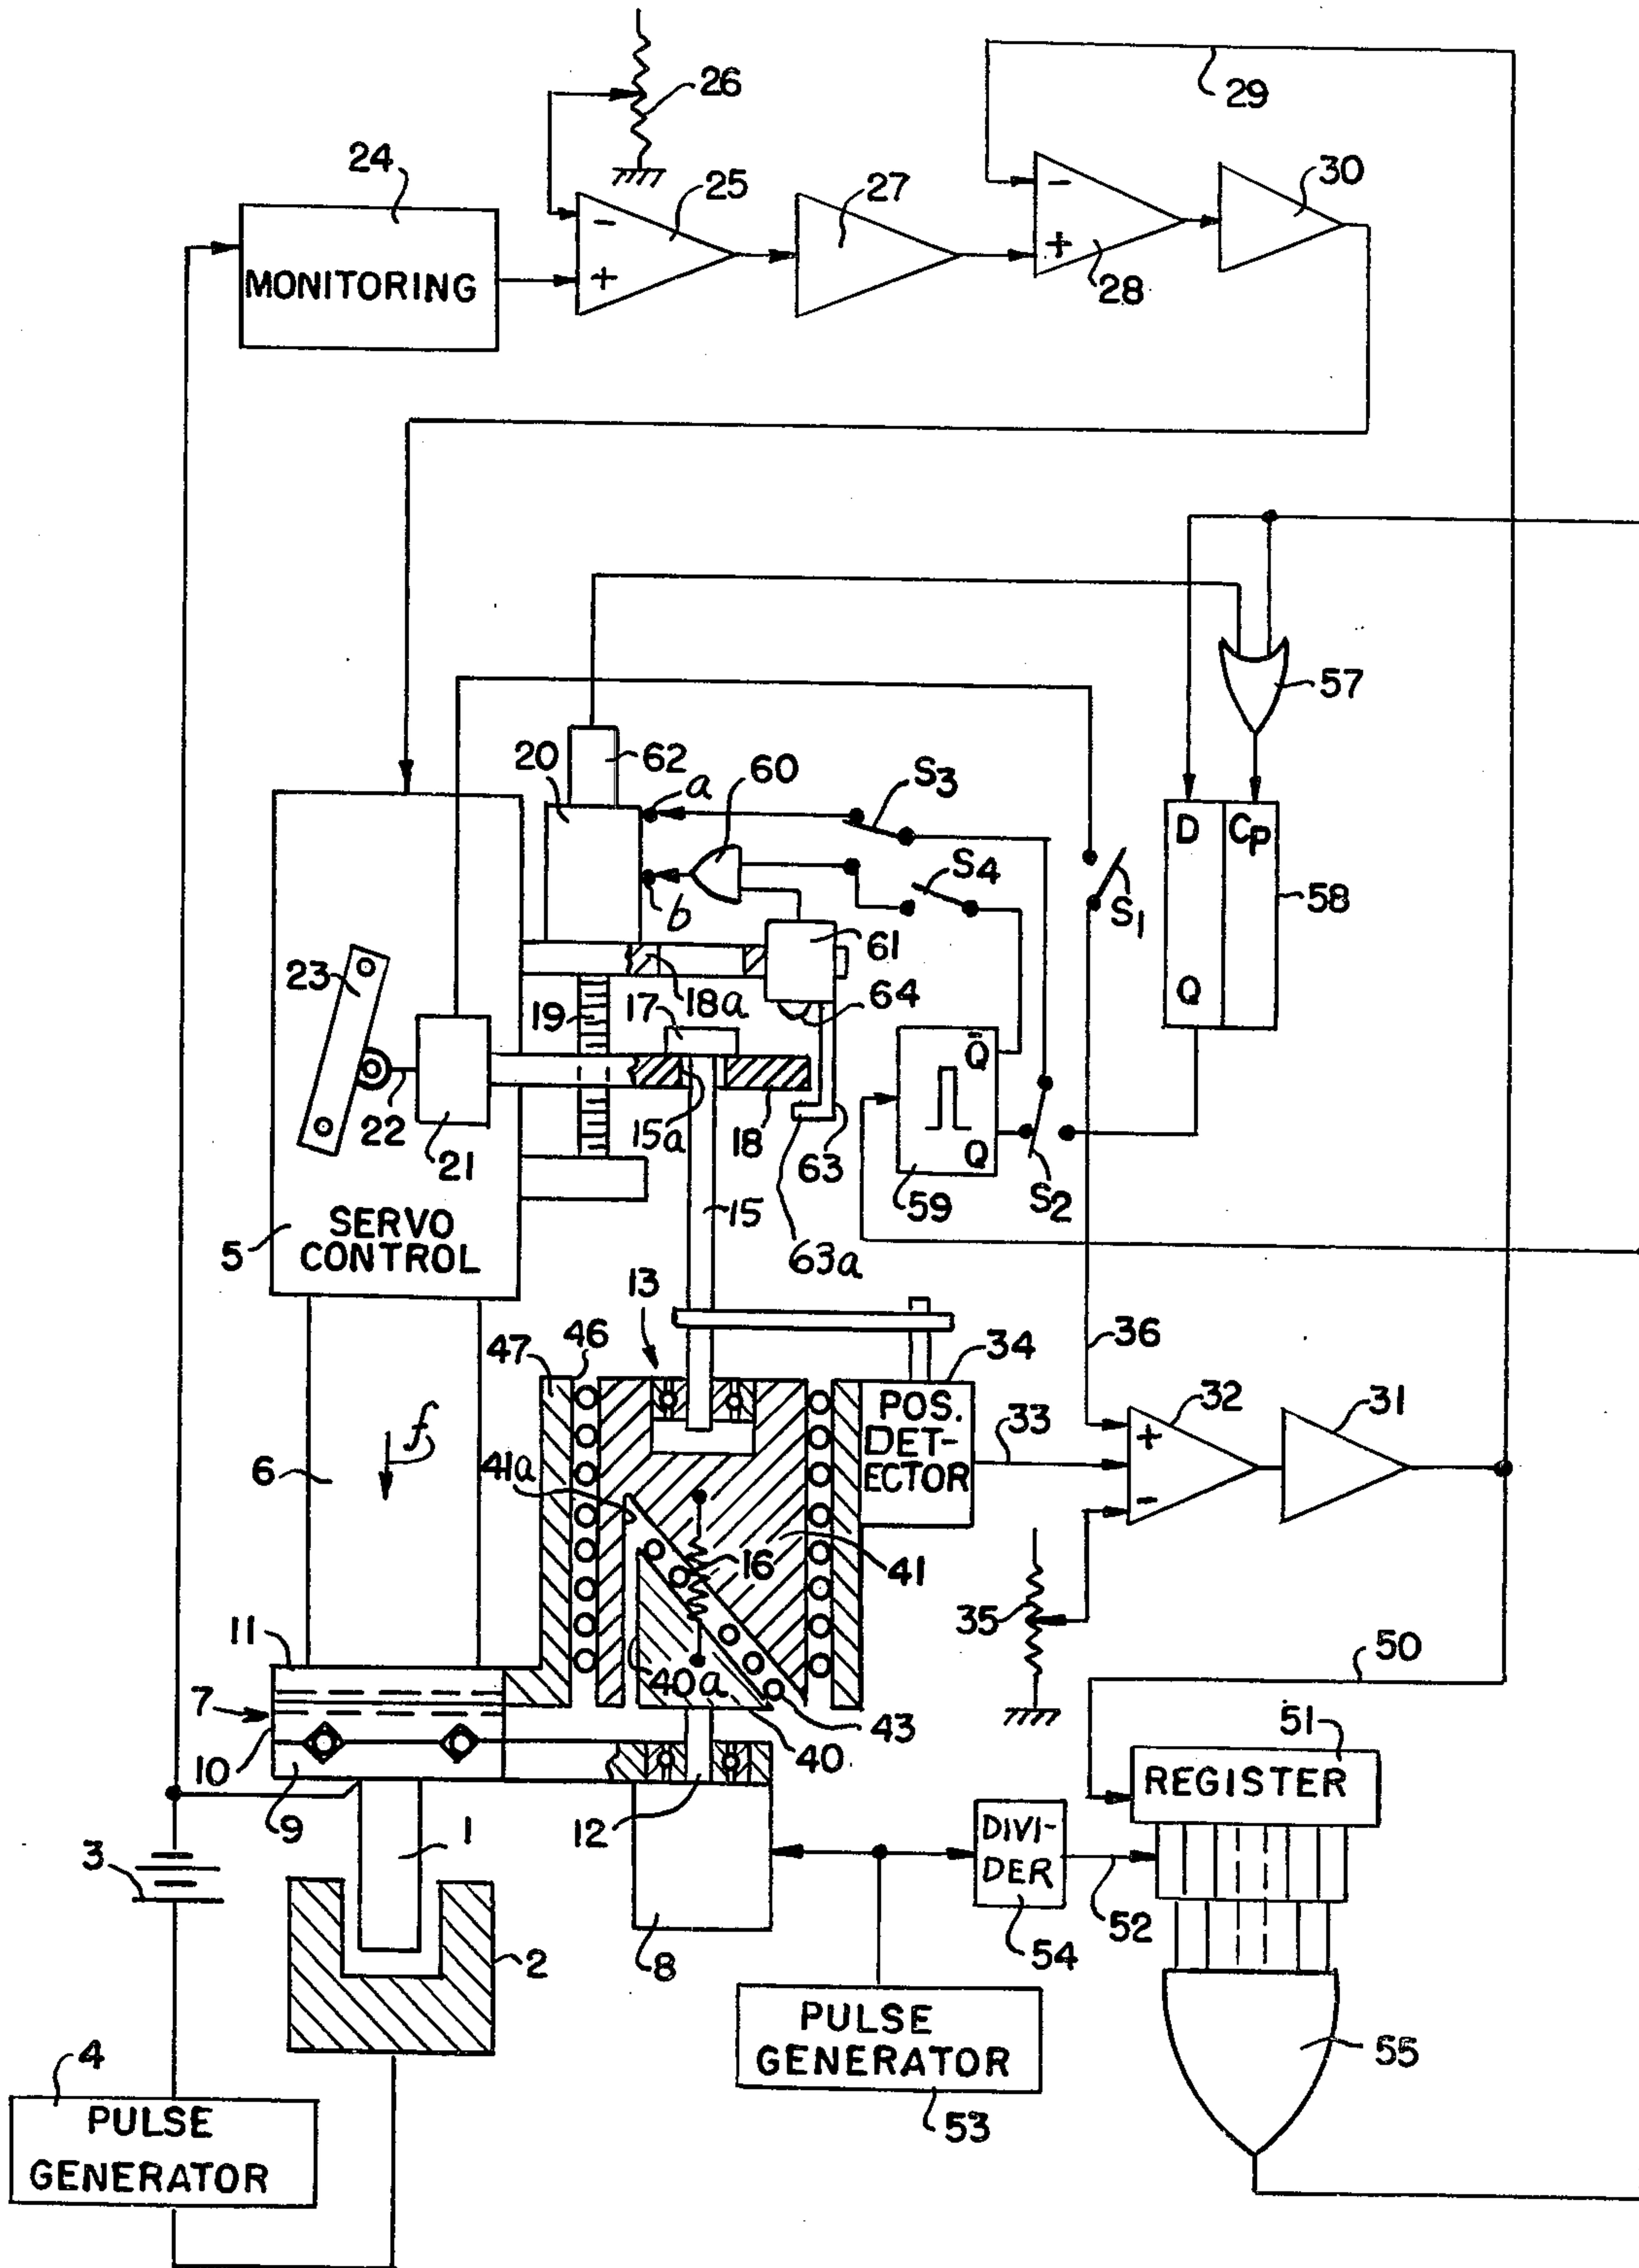 26
29
24
25
27
30
-
+
-
+
28
MONITORING
57
20
62
a
60
S3
D
Cp
58
S4
b
S1
61
23
18a
64
19
17
Q̄
Q
22
21
15a
18
63
Q
59
S2
5
SERVO
CONTROL
15
63a
13
36
47
46
34
POS.
DET-
ECTOR
33
32
31
+
-
f
6
41a
16
41
35
11
40a
50
7
43
51
10
40
REGISTER
9
1
12
DIVI-
DER
3
52
2
8
54
PULSE
GENERATOR
55
4
53
PULSE
GENERATOR